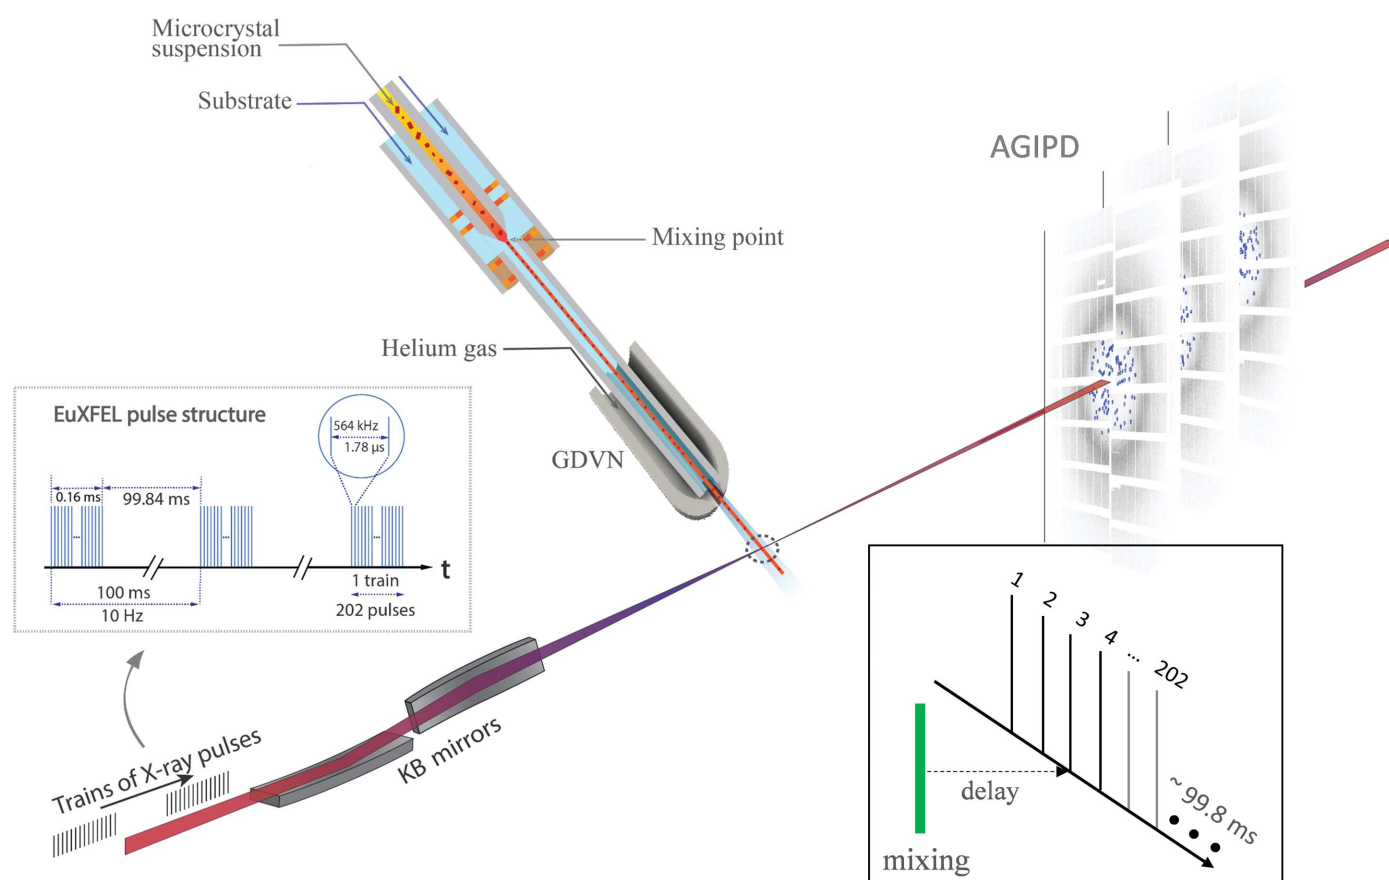 Microcrystal
suspension
Substrate
AGIPD
Mixing point
Helium gas
GDVN
EuXFEL pulse structure
564 kHz
1.78 µs
0.16 ms
99.84 ms
...
...
...
t
100 ms
10 Hz
1 train
202 pulses
KB mirrors
Trains of X-ray pulses
1
2
3
4
...
202
delay
~ 99.8 ms
mixing